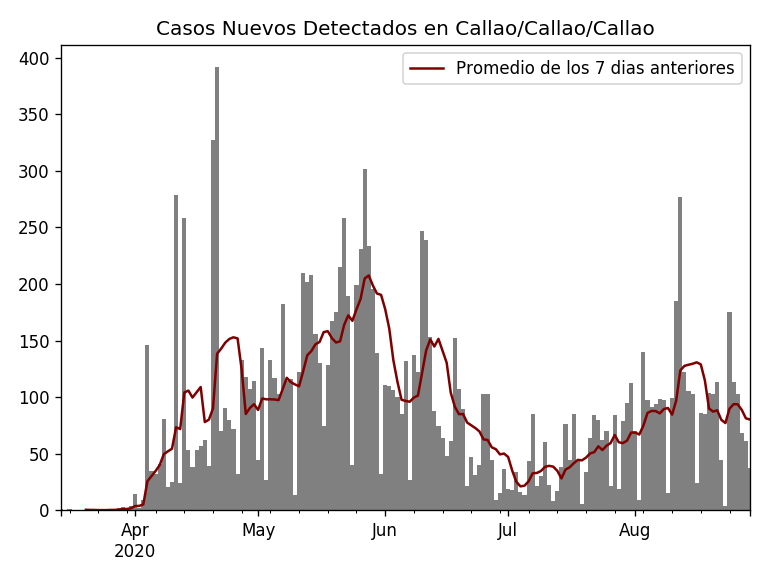 Casos Nuevos Detectados en Callao/Callao/Callao
Promedio de los 7 dias anteriores
400
350
300
250
200
150
100
50
0
Apr
2020
May
Jun
Jul
Aug